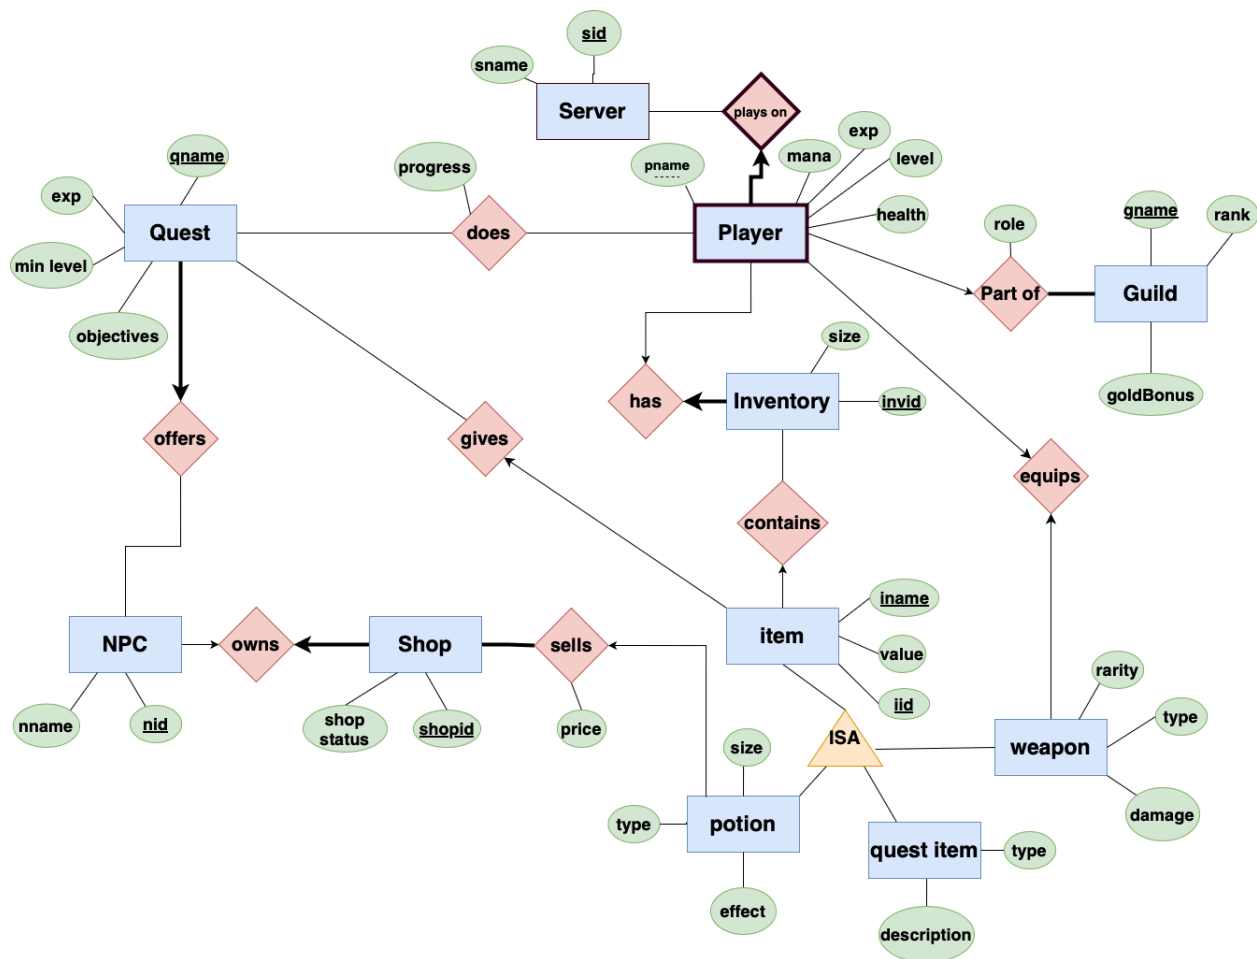 sid
sname
Server
plays on
exp
mana
level
pname
health
qname
progress
exp
Quest
does
Player
min level
objectives
role
gname
rank
Part of
Guild
goldBonus
size
has
Inventory
invid
offers
gives
equips
contains
iname
item
value
iid
NPC
owns
Shop
sells
nname
nid
shop
status
shopid
price
rarity
type
weapon
damage
ISA
size
type
potion
effect
quest item
type
description